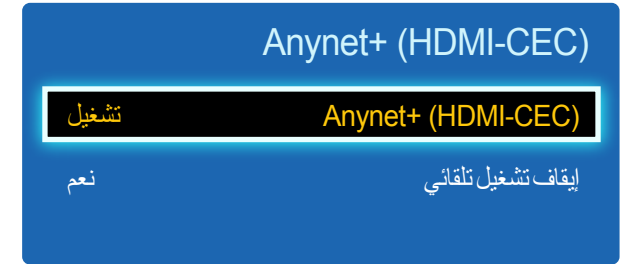 Anynet+ (HDMI-CEC)
Anynet+ (HDMI-CEC) تشغيل
إيقاف تشغيل تلقائي نعم